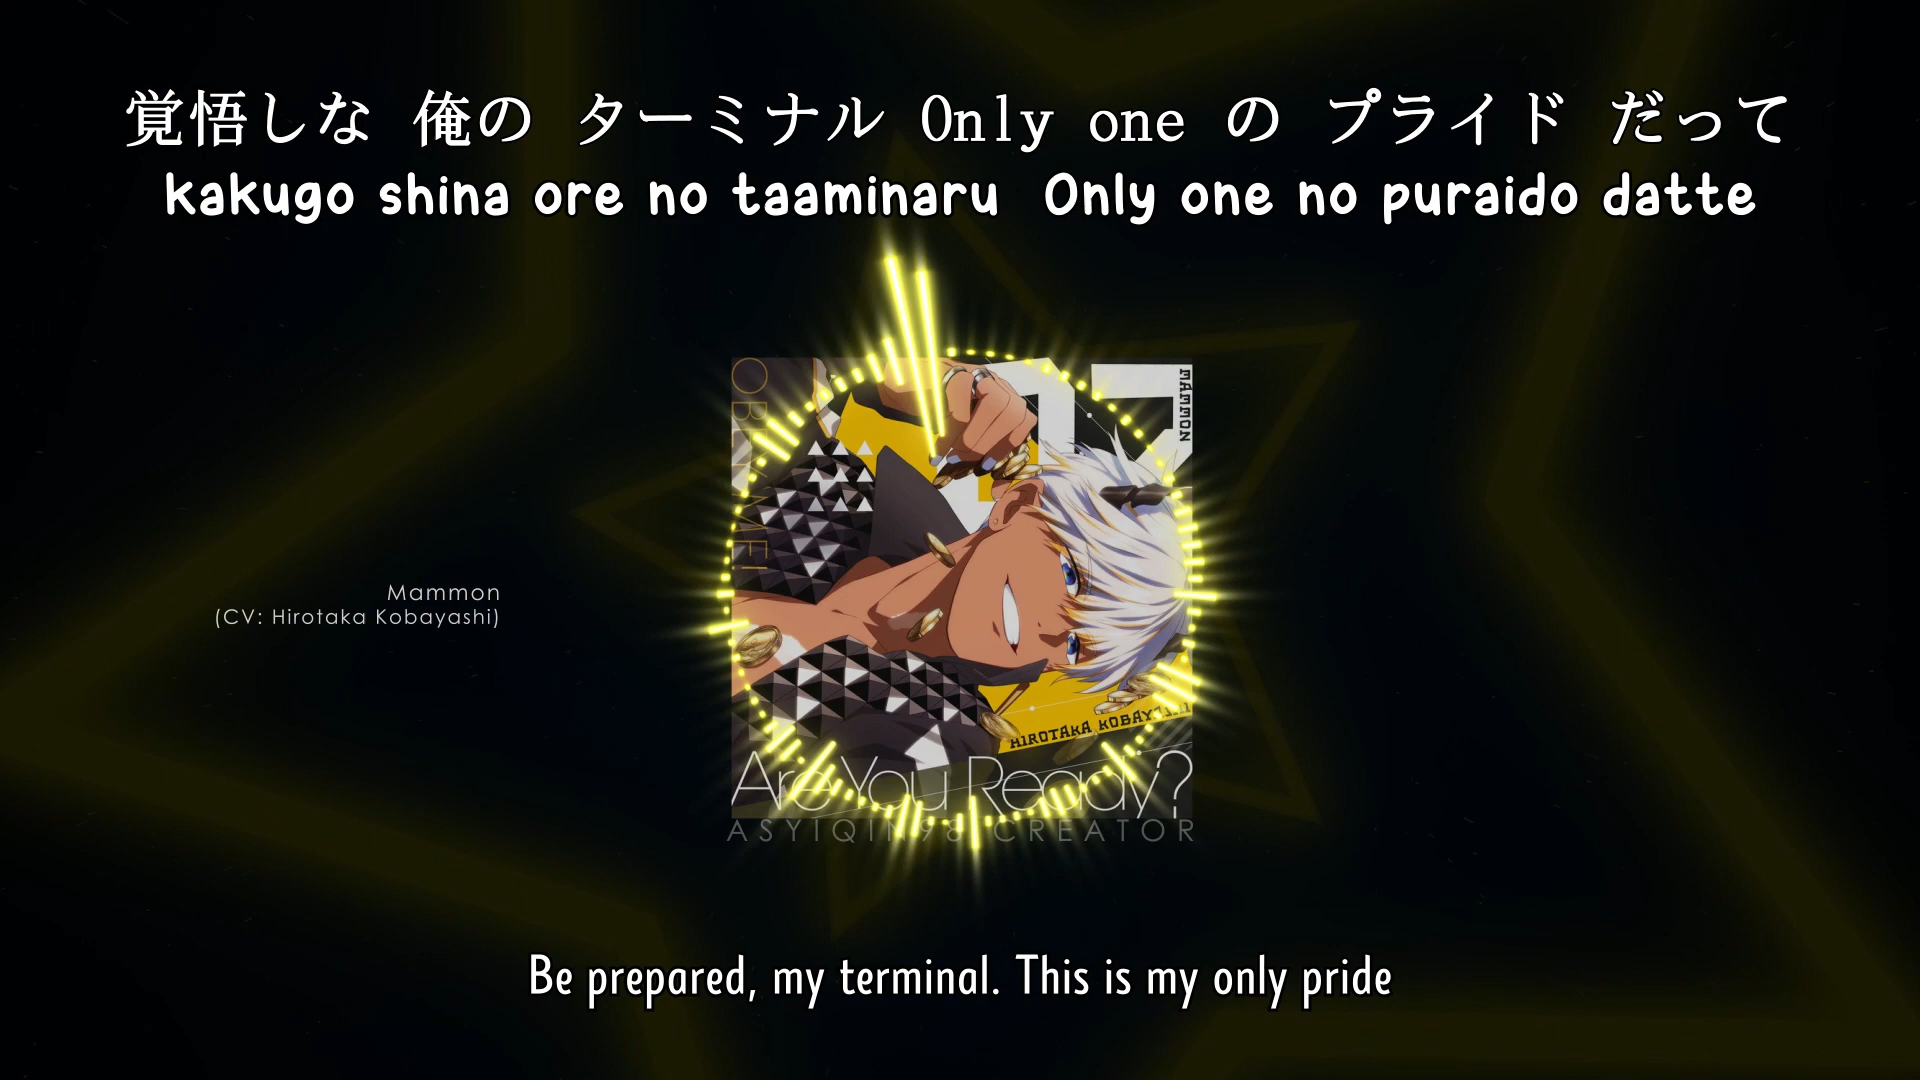 覚悟しな 俺の ターミナル Only one の プライド だって
kakugo shina ore no taaminaru Only one no puraido datte
OBEY ME!
MAMMON
Mammon
(CV: Hirotaka Kobayashi)
HIROTAKA KOBAYASHI
Are You Ready?
ASYIQIN98 CREATOR
Be prepared, my terminal. This is my only pride